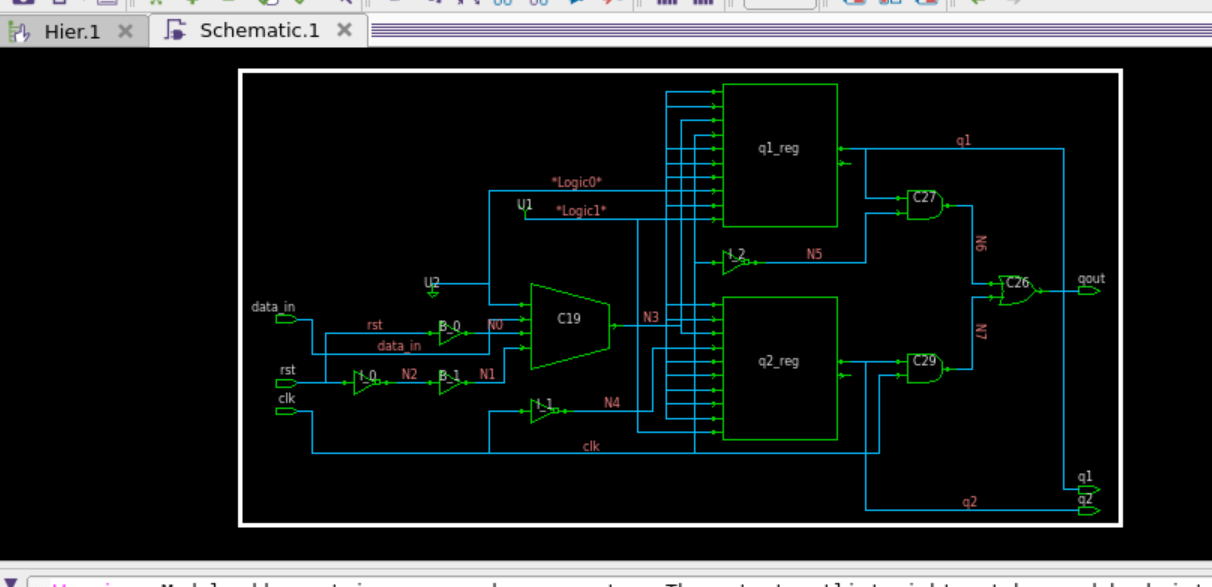 Hier.1
Schematic.1
q1_reg
q1
*Logic0*
C27
U1
*Logic1*
N6
I_2
N5
U2
C26
qout
data_in
C19
N3
rst
B_0
N0
N7
data_in
q2_reg
C29
rst
I_0
N2
B_1
N1
clk
I_1
N4
clk
q1
q2
q2